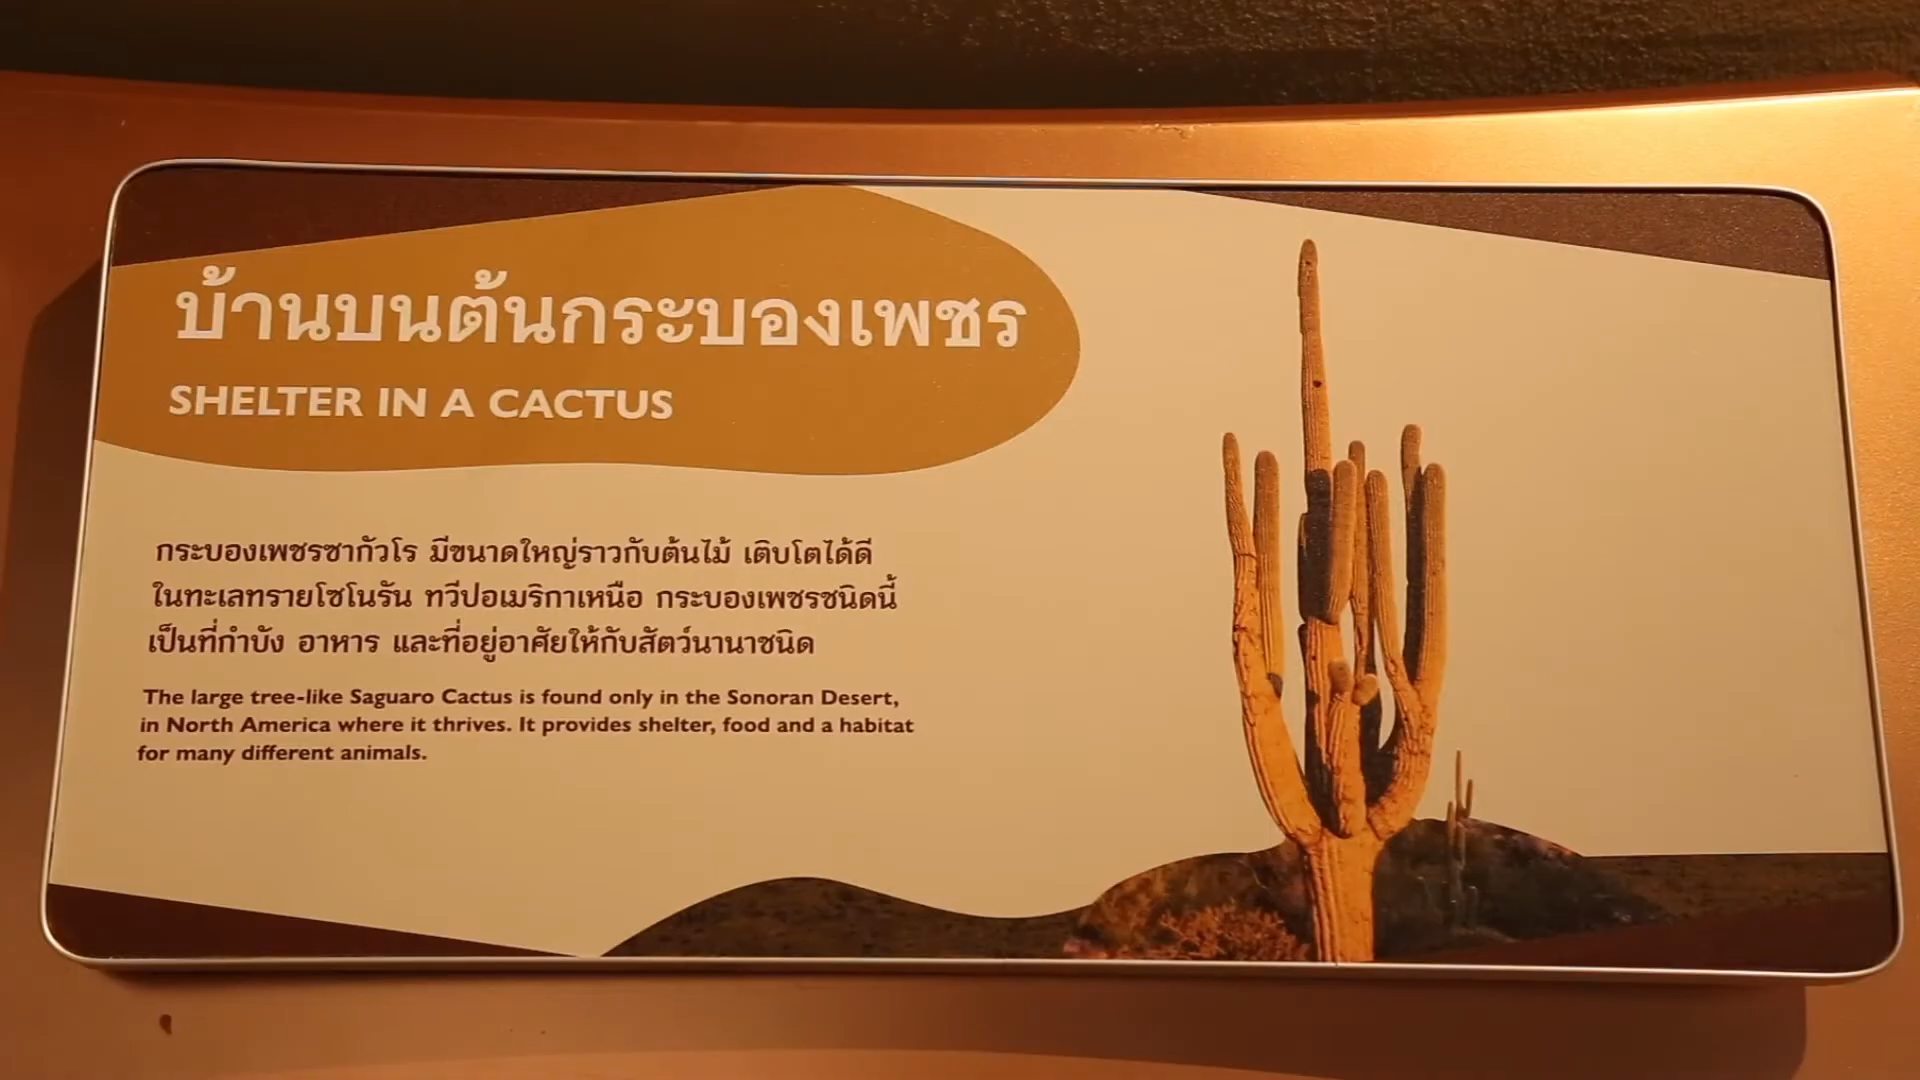 บ้านบนต้นกระบองเพชร
SHELTER IN A CACTUS
กระบองเพชรซากัวโร มีขนาดใหญ่ราวกับต้นไม้ เติบโตได้ดี
ในทะเลทรายโซโนรัน ทวีปอเมริกาเหนือ กระบองเพชรชนิดนี้
เป็นที่กำบัง อาหาร และที่อยู่อาศัยให้กับสัตว์นานาชนิด
The large tree-like Saguaro Cactus is found only in the Sonoran Desert,
in North America where it thrives. It provides shelter, food and a habitat
for many different animals.